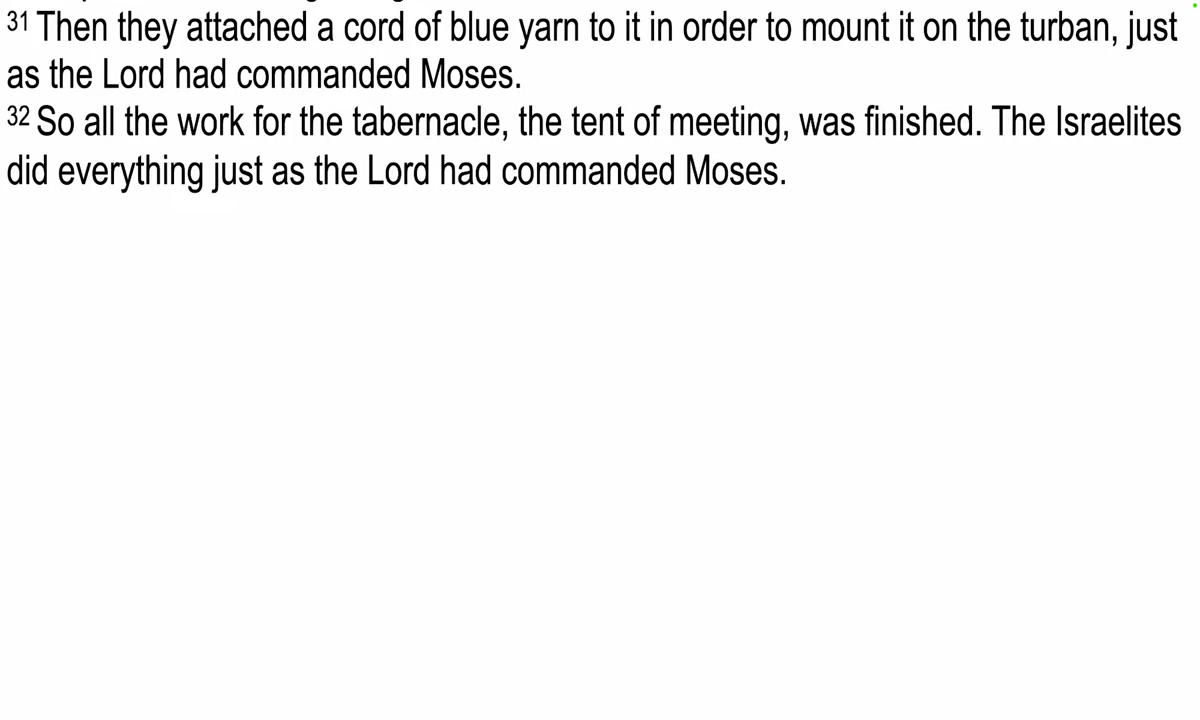 31 Then they attached a cord of blue yarn to it in order to mount it on the turban, just
as the Lord had commanded Moses.
32 So all the work for the tabernacle, the tent of meeting, was finished. The Israelites
did everything just as the Lord had commanded Moses.